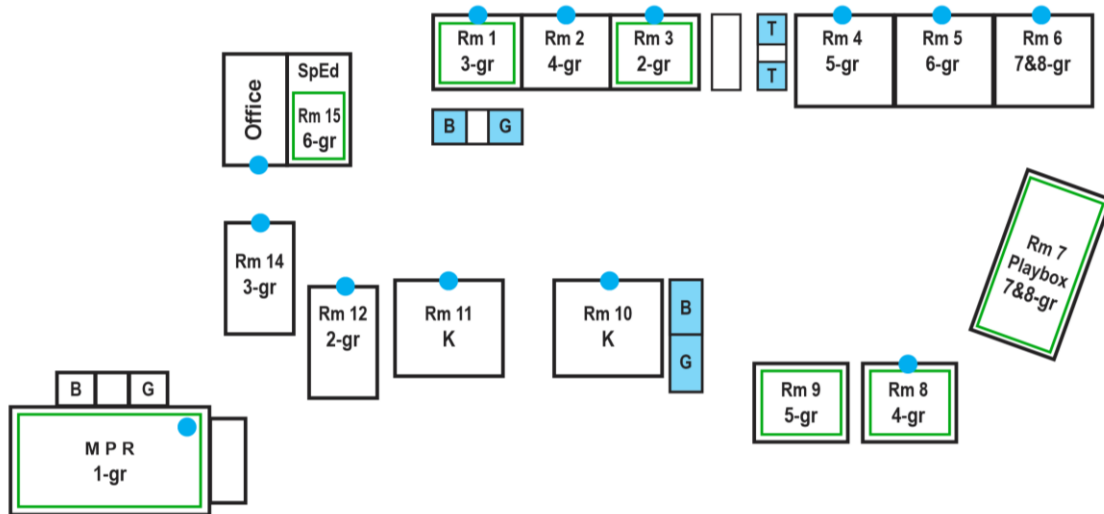 Rm 1
3-gr
Rm 2
4-gr
Rm 3
2-gr
T
T
Rm 4
5-gr
Rm 5
6-gr
Rm 6
7&8-gr
Office
SpEd
Rm 15
6-gr
B
G
Rm 7
Playbox
7&8-gr
Rm 14
3-gr
Rm 12
2-gr
Rm 11
K
Rm 10
K
B
G
Rm 9
5-gr
Rm 8
4-gr
B
G
M P R
1-gr